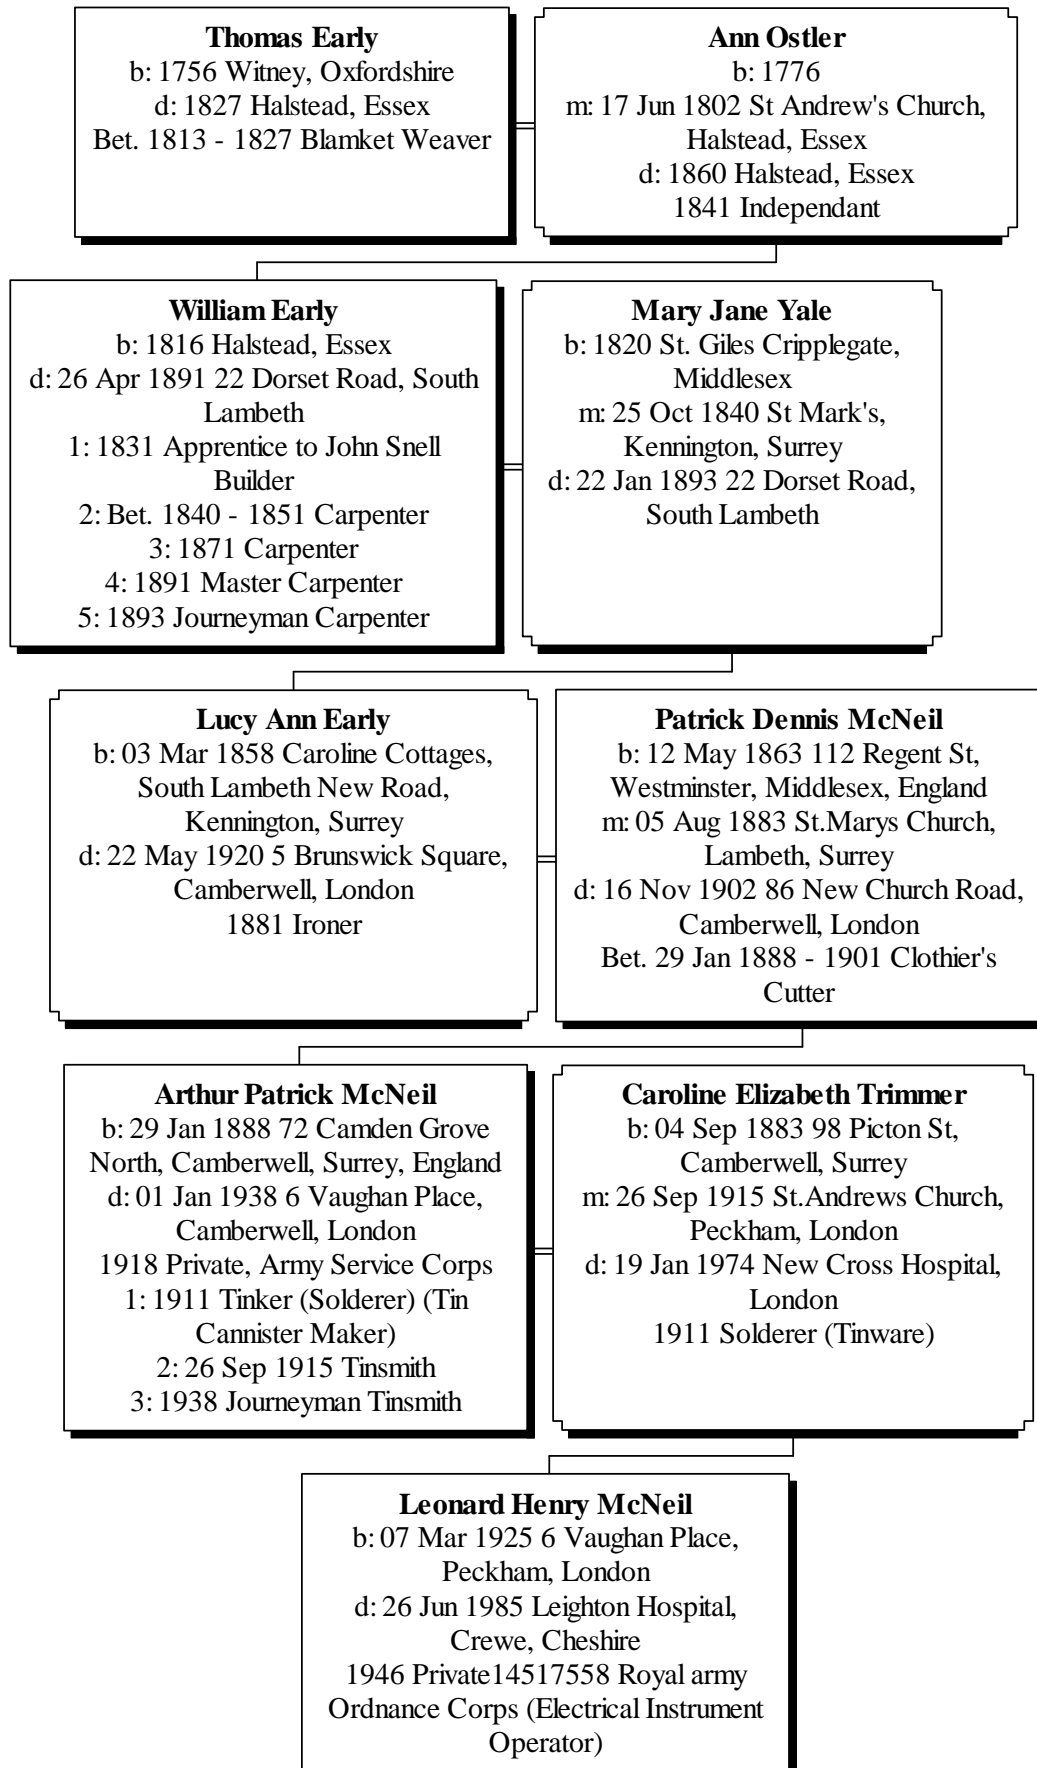 Thomas Early
b: 1756 Witney, Oxfordshire
d: 1827 Halstead, Essex
Bet. 1813 - 1827 Blamket Weaver
Ann Ostler
b: 1776
m: 17 Jun 1802 St Andrew's Church,
Halstead, Essex
d: 1860 Halstead, Essex
1841 Independant
William Early
b: 1816 Halstead, Essex
d: 26 Apr 1891 22 Dorset Road, South
Lambeth
1: 1831 Apprentice to John Snell
Builder
2: Bet. 1840 - 1851 Carpenter
3: 1871 Carpenter
4: 1891 Master Carpenter
5: 1893 Journeyman Carpenter
Mary Jane Yale
b: 1820 St. Giles Cripplegate,
Middlesex
m: 25 Oct 1840 St Mark's,
Kennington, Surrey
d: 22 Jan 1893 22 Dorset Road,
South Lambeth
Lucy Ann Early
b: 03 Mar 1858 Caroline Cottages,
South Lambeth New Road,
Kennington, Surrey
d: 22 May 1920 5 Brunswick Square,
Camberwell, London
1881 Ironer
Patrick Dennis McNeil
b: 12 May 1863 112 Regent St,
Westminster, Middlesex, England
m: 05 Aug 1883 St.Marys Church,
Lambeth, Surrey
d: 16 Nov 1902 86 New Church Road,
Camberwell, London
Bet. 29 Jan 1888 - 1901 Clothier's
Cutter
Arthur Patrick McNeil
b: 29 Jan 1888 72 Camden Grove
North, Camberwell, Surrey, England
d: 01 Jan 1938 6 Vaughan Place,
Camberwell, London
1918 Private, Army Service Corps
1: 1911 Tinker (Solderer) (Tin
Cannister Maker)
2: 26 Sep 1915 Tinsmith
3: 1938 Journeyman Tinsmith
Caroline Elizabeth Trimmer
b: 04 Sep 1883 98 Picton St,
Camberwell, Surrey
m: 26 Sep 1915 St.Andrews Church,
Peckham, London
d: 19 Jan 1974 New Cross Hospital,
London
1911 Solderer (Tinware)
Leonard Henry McNeil
b: 07 Mar 1925 6 Vaughan Place,
Peckham, London
d: 26 Jun 1985 Leighton Hospital,
Crewe, Cheshire
1946 Private14517558 Royal army
Ordnance Corps (Electrical Instrument
Operator)